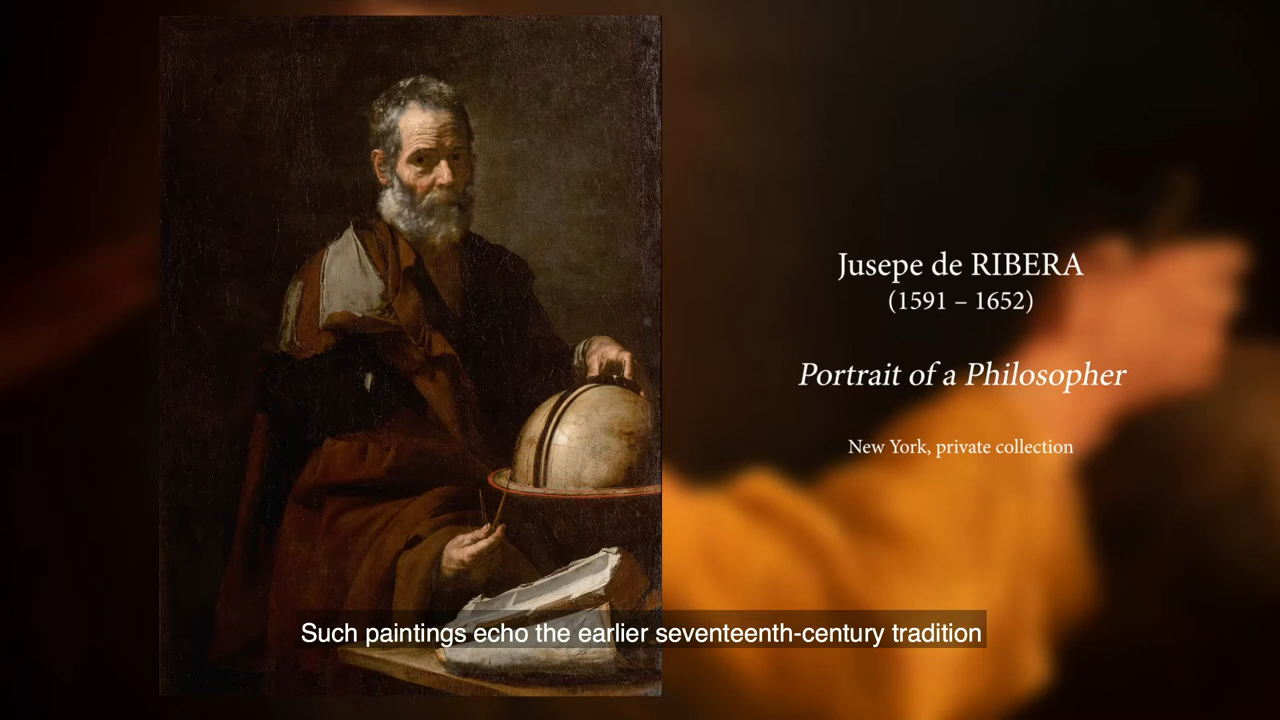 Jusepe de RIBERA
(1591 – 1652)
Portrait of a Philosopher
New York, private collection
Such paintings echo the earlier seventeenth-century tradition